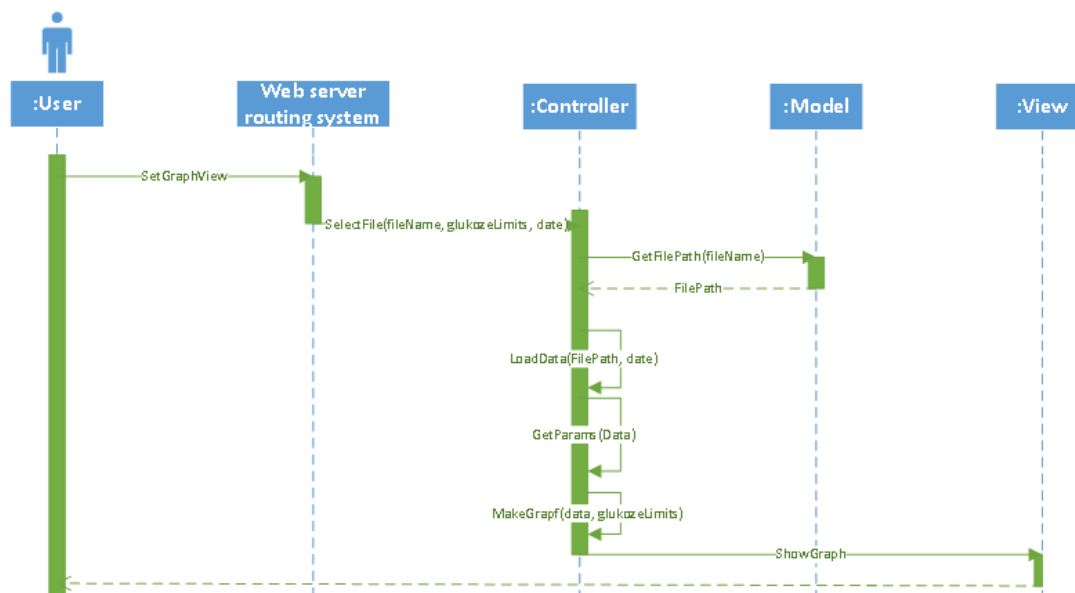 :User
Web server
routing system
:Controller
:Model
:View
SetGraphView
SelectFile(fileName, glukozeLimits, date)
GetFilePath(fileName)
FilePath
LoadData(FilePath, date)
GetParams(Data)
MakeGrapf(data, glukozeLimits)
ShowGraph